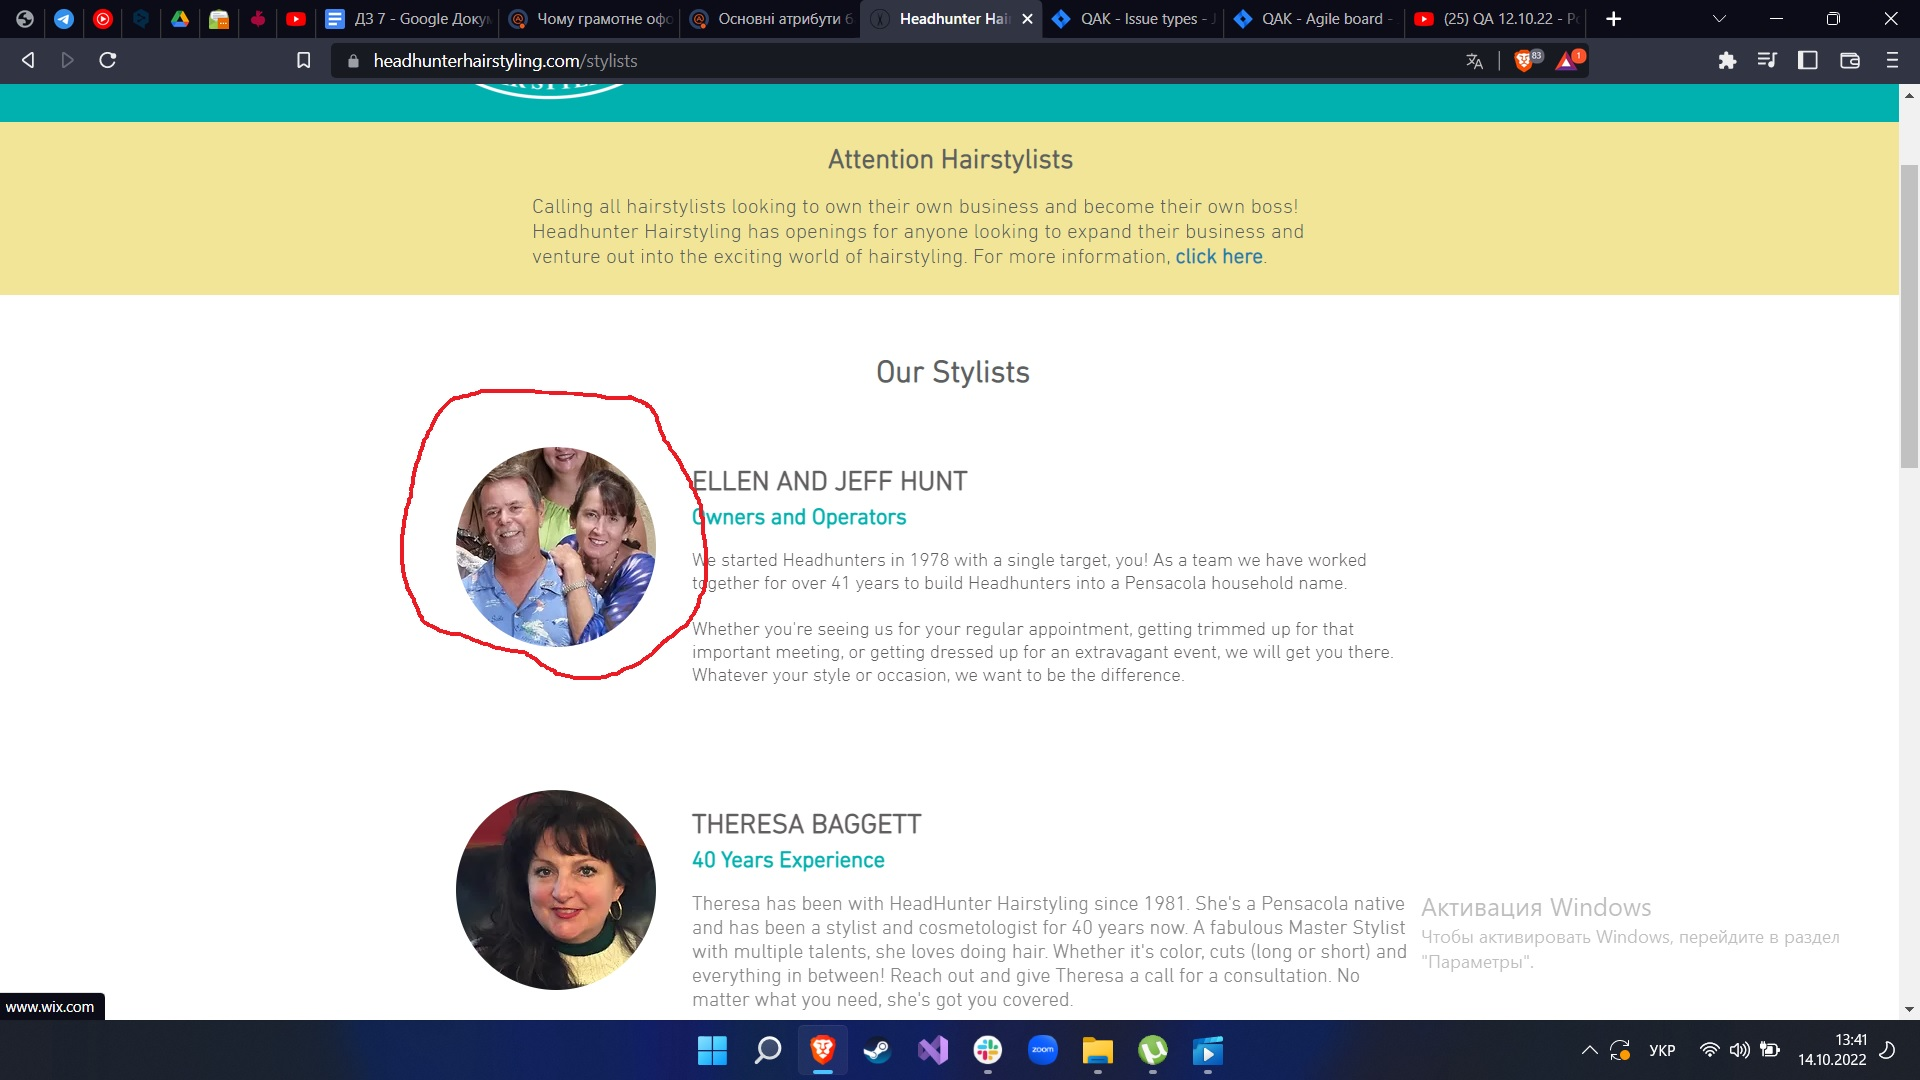 ДЗ 7 - Google Докум
Чому грамотне офо
Основні атрибути б
Headhunter Hai
QAK - Issue types - J
QAK - Agile board -
(25) QA 12.10.22 - Po
headhunterhairstyling.com/stylists
83
1
Attention Hairstylists
Calling all hairstylists looking to own their own business and become their own boss!
Headhunter Hairstyling has openings for anyone looking to expand their business and
venture out into the exciting world of hairstyling. For more information, click here.
Our Stylists
ELLEN AND JEFF HUNT
Owners and Operators
We started Headhunters in 1978 with a single target, you! As a team we have worked
together for over 41 years to build Headhunters into a Pensacola household name.
Whether you're seeing us for your regular appointment, getting trimmed up for that
important meeting, or getting dressed up for an extravagant event, we will get you there.
Whatever your style or occasion, we want to be the difference.
THERESA BAGGETT
40 Years Experience
Theresa has been with HeadHunter Hairstyling since 1981. She's a Pensacola native
and has been a stylist and cosmetologist for 40 years now. A fabulous Master Stylist
with multiple talents, she loves doing hair. Whether it's color, cuts (long or short) and
everything in between! Reach out and give Theresa a call for a consultation. No
matter what you need, she's got you covered.
Активация Windows
Чтобы активировать Windows, перейдите в раздел
"Параметры".
www.wix.com
zoom
УКР
13:41
14.10.2022